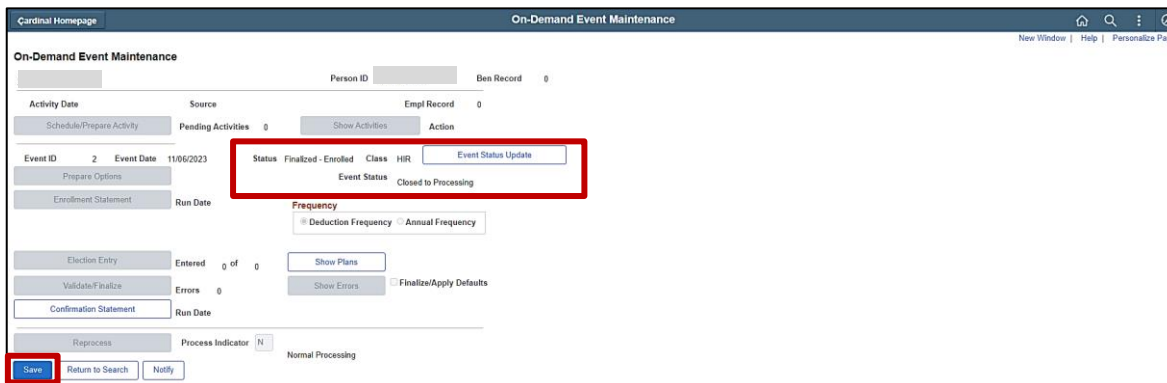 Cardinal Homepage On-Demand Event Maintenance
New Window | Help | Personalize Pa
On-Demand Event Maintenance
Person ID Ben Record 0
Activity Date Source Empl Record 0
Schedule/Prepare Activity Pending Activities 0 Show Activities Action
Event ID 2 Event Date 11/06/2023 Status Finalized - Enrolled Class HIR Event Status Update
Prepare Options Event Status Closed to Processing
Enrollment Statement Run Date Frequency
Deduction Frequency Annual Frequency
Election Entry Entered 0 of 0 Show Plans
Validate/Finalize Errors 0 Show Errors Finalize/Apply Defaults
Confirmation Statement Run Date
Reprocess Process Indicator N Normal Processing
Save Return to Search Notify